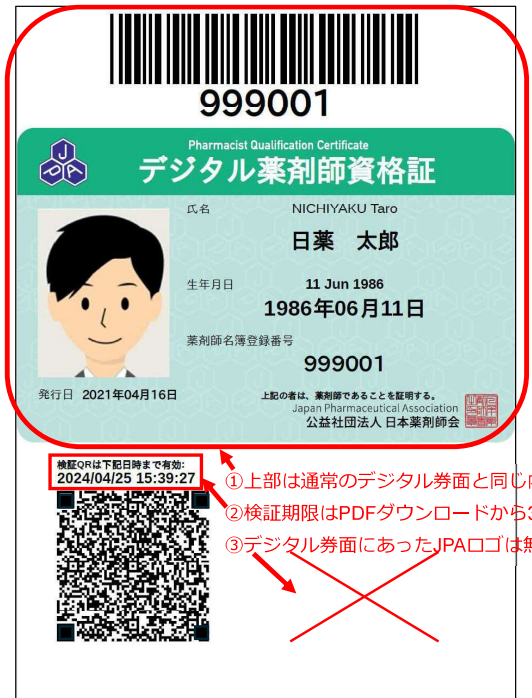 999001
JPA
Pharmacist Qualification Certificate
デジタル薬剤師資格証
氏名 NICHIYAKU Taro
日薬 太郎
生年月日 11 Jun 1986
1986年06月11日
薬剤師名簿登録番号
999001
発行日 2021年04月16日
上記の者は、薬剤師であることを証明する。
Japan Pharmaceutical Association
公益社団法人 日本薬剤師会
検証QRは下記日時まで有効:
2024/04/25 15:39:27
①上部は通常のデジタル券面と同じ
②検証期限はPDFダウンロードから3
③デジタル券面にあったJPAロゴは無